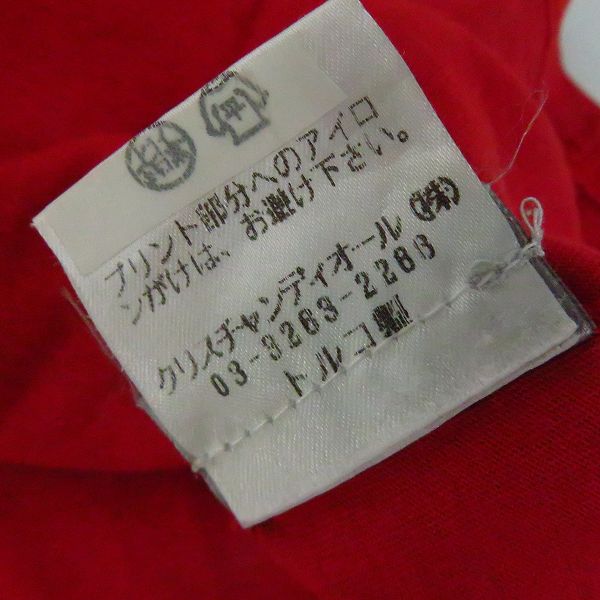 平
プリント部分へのアイロ
ンがけは、お避け下さい。
クリスチャンディオール(株)
03-3263-2266
トルコ製